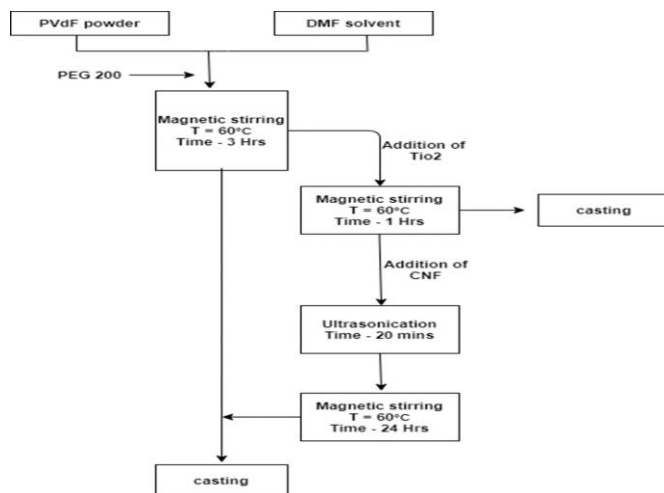 PVdF powder
DMF solvent
PEG 200
Magnetic stirring
T = 60°C
Time - 3 Hrs
Addition of
Tio2
Magnetic stirring
T = 60°C
Time - 1 Hrs
casting
Addition of
CNF
Ultrasonication
Time - 20 mins
Magnetic stirring
T = 60°C
Time - 24 Hrs
casting